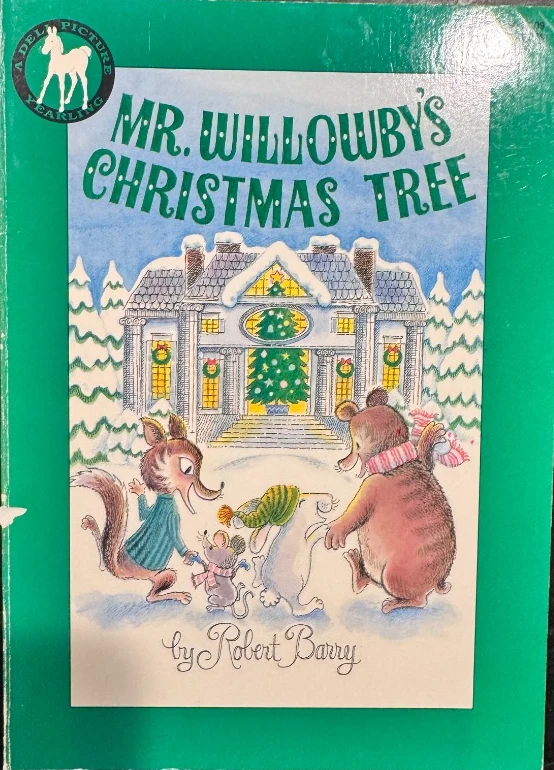 A DELL PICTURE
YEARLING
MR. WILLOWBY'S
CHRISTMAS TREE
by Robert Barry